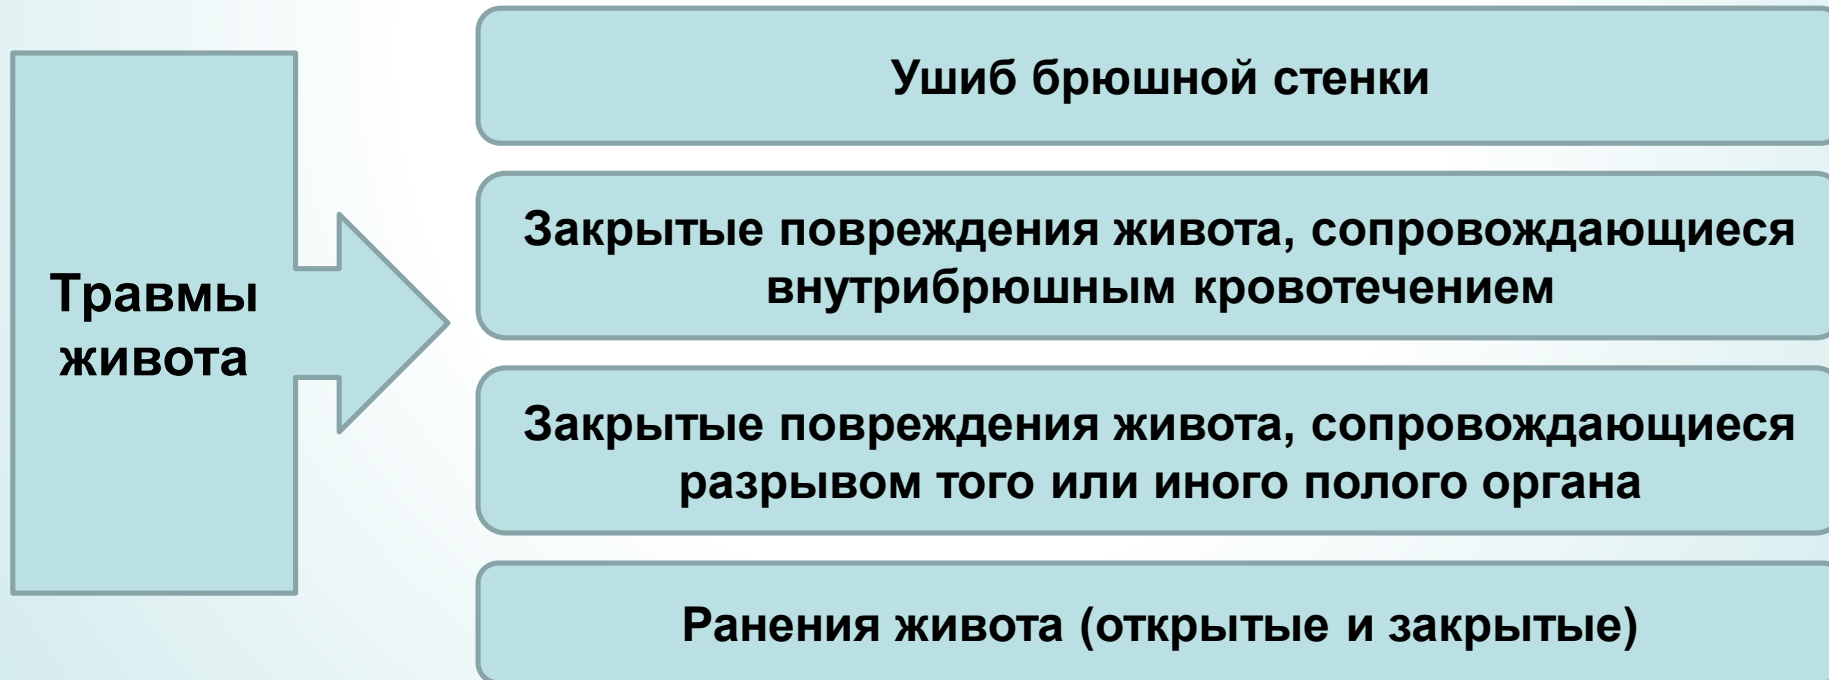 Травмы
живота
Ушиб брюшной стенки
Закрытые повреждения живота, сопровождающиеся
внутрибрюшным кровотечением
Закрытые повреждения живота, сопровождающиеся
разрывом того или иного полого органа
Ранения живота (открытые и закрытые)